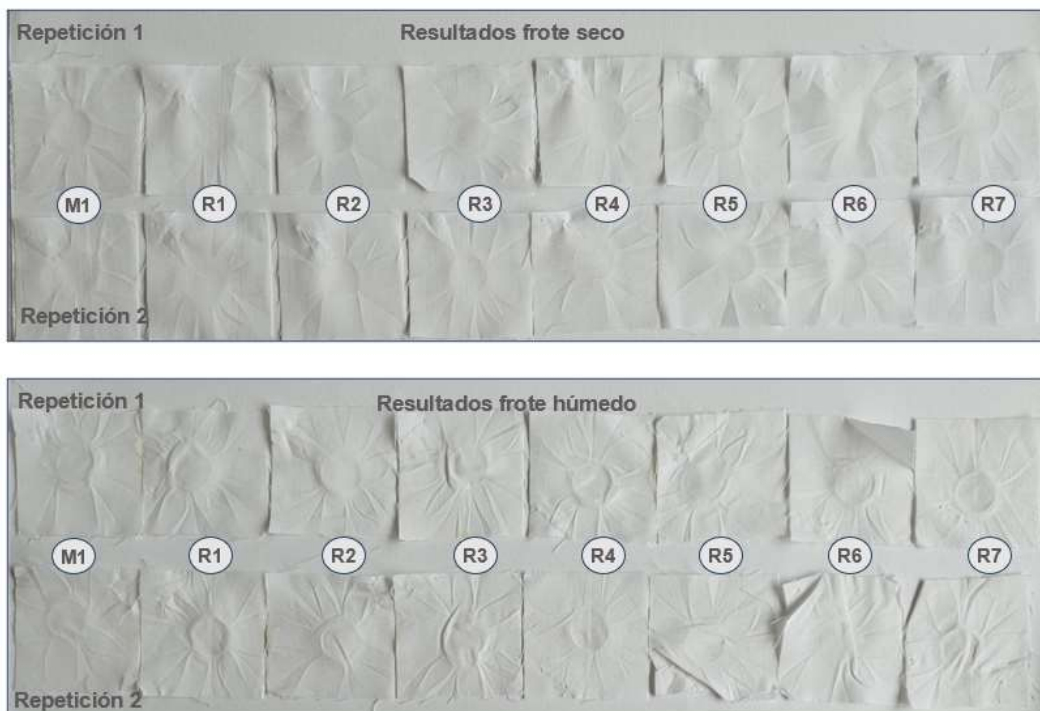 Repetición 1
Resultados frote seco
M1 R1 R2 R3 R4 R5 R6 R7
Repetición 2
Repetición 1
Resultados frote húmedo
M1 R1 R2 R3 R4 R5 R6 R7
Repetición 2